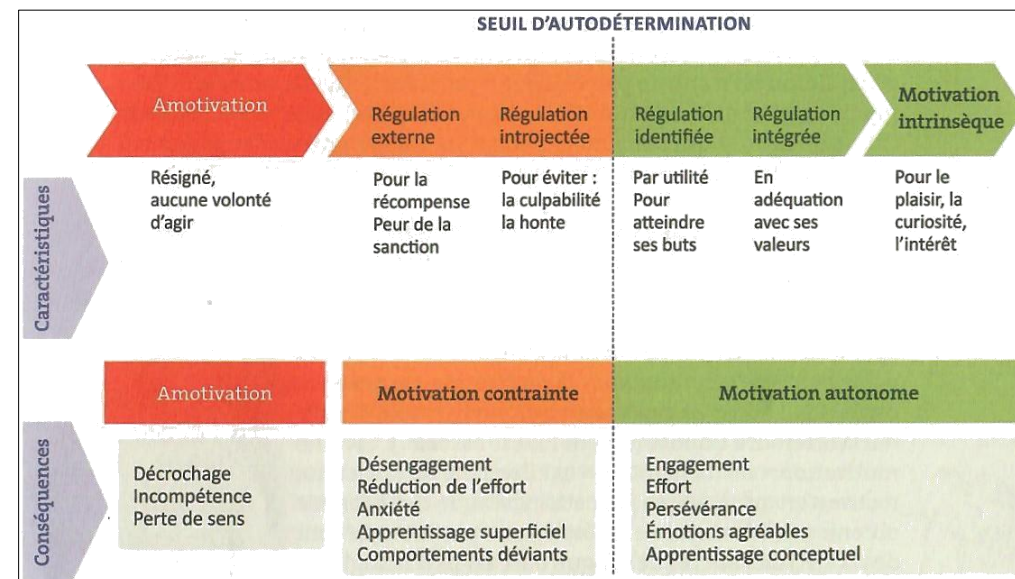 SEUIL D'AUTODÉTERMINATION
Amotivation
Régulation
externe
Régulation
introjectée
Régulation
identifiée
Régulation
intégrée
Motivation
intrinsèque
Caractéristiques
Résigné,
aucune volonté
d'agir
Pour la
récompense
Peur de la
sanction
Pour éviter :
la culpabilité
la honte
Par utilité
Pour
atteindre
ses buts
En
adéquation
avec ses
valeurs
Pour le
plaisir, la
curiosité,
l'intérêt
Amotivation
Motivation contrainte
Motivation autonome
Conséquences
Décrochage
Incompétence
Perte de sens
Désengagement
Réduction de l'effort
Anxiété
Apprentissage superficiel
Comportements déviants
Engagement
Effort
Persévérance
Émotions agréables
Apprentissage conceptuel